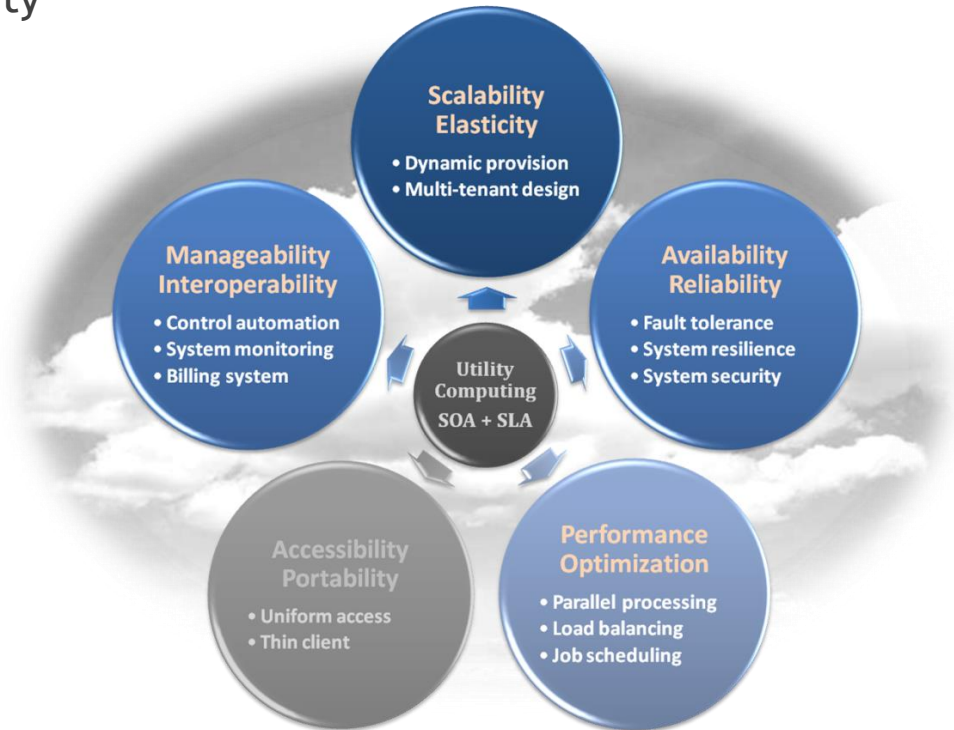 ty
Scalability
Elasticity
• Dynamic provision
• Multi-tenant design
Manageability
Interoperability
• Control automation
• System monitoring
• Billing system
Availability
Reliability
• Fault tolerance
• System resilience
• System security
Utility
Computing
SOA + SLA
Accessibility
Portability
• Uniform access
• Thin client
Performance
Optimization
• Parallel processing
• Load balancing
• Job scheduling